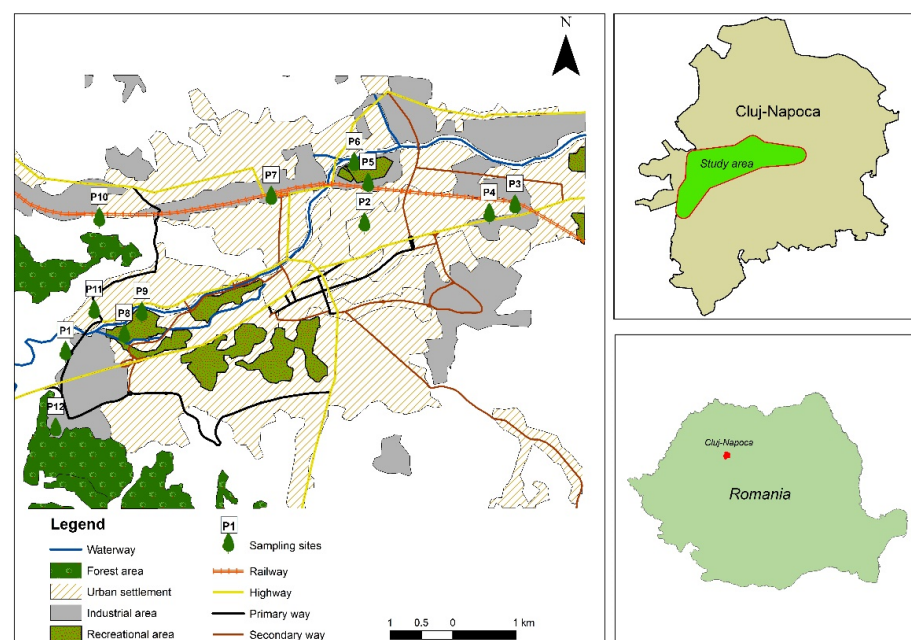 N
P6
P5
P7
P4
P3
P2
P10
P11
P9
P8
P1
P12
Legend
Waterway
Forest area
Urban settlement
Industrial area
Recreational area
P1
Sampling sites
Railway
Highway
Primary way
Secondary way
1 0.5 0 1 km
Cluj-Napoca
Study area
Cluj-Napoca
Romania